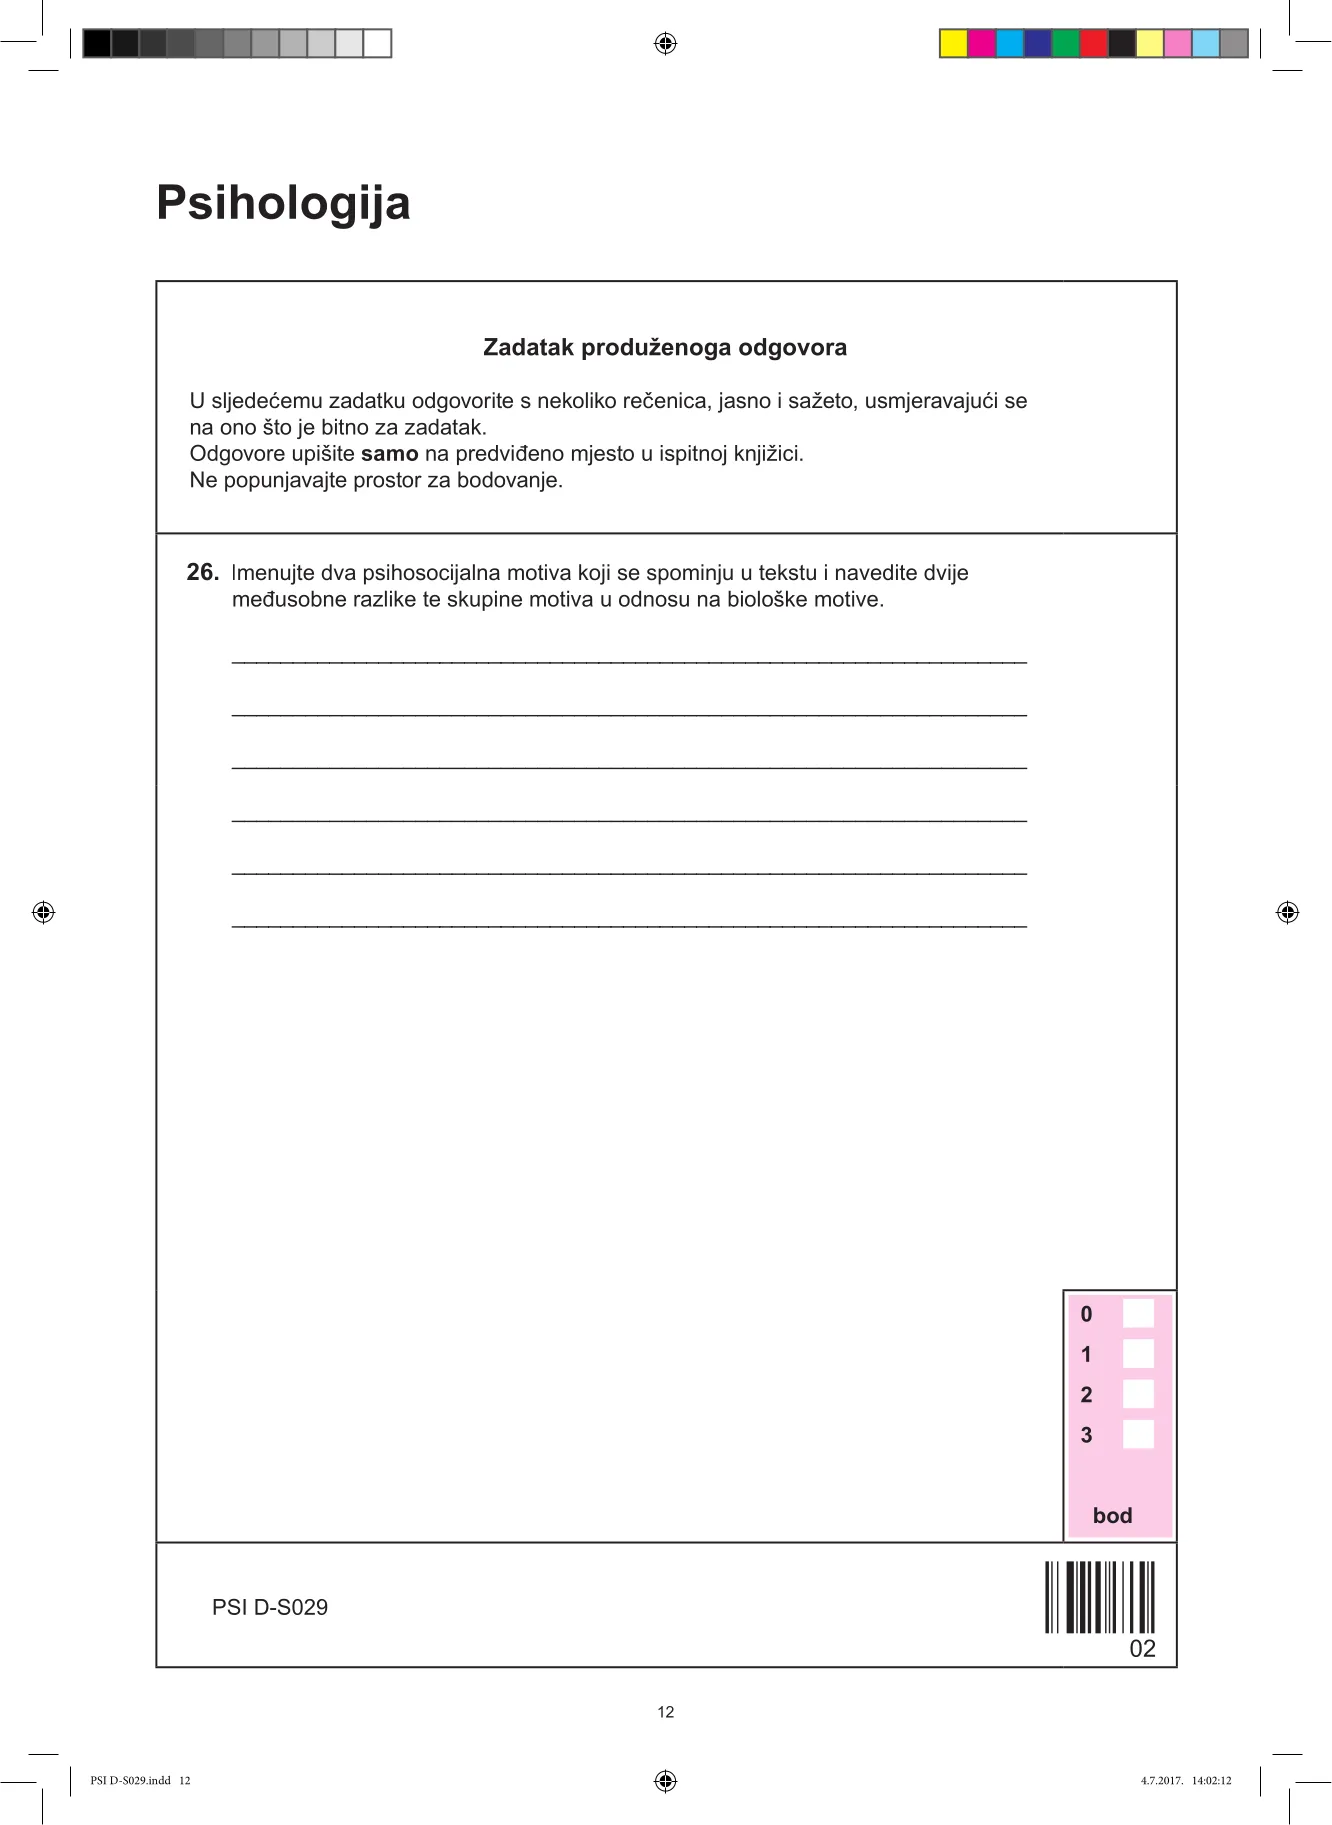 Psihologija
Zadatak produženoga odgovora
U sljedećemu zadatku odgovorite s nekoliko rečenica, jasno i sažeto, usmjeravajući se
na ono što je bitno za zadatak.
Odgovore upišite samo na predviđeno mjesto u ispitnoj knjižici.
Ne popunjavajte prostor za bodovanje.
26. Imenujte dva psihosocijalna motiva koji se spominju u tekstu i navedite dvije
međusobne razlike te skupine motiva u odnosu na biološke motive.
0
1
2
3
bod
PSI D-S029
02
12
PSI D-S029.indd 12
4.7.2017. 14:02:12